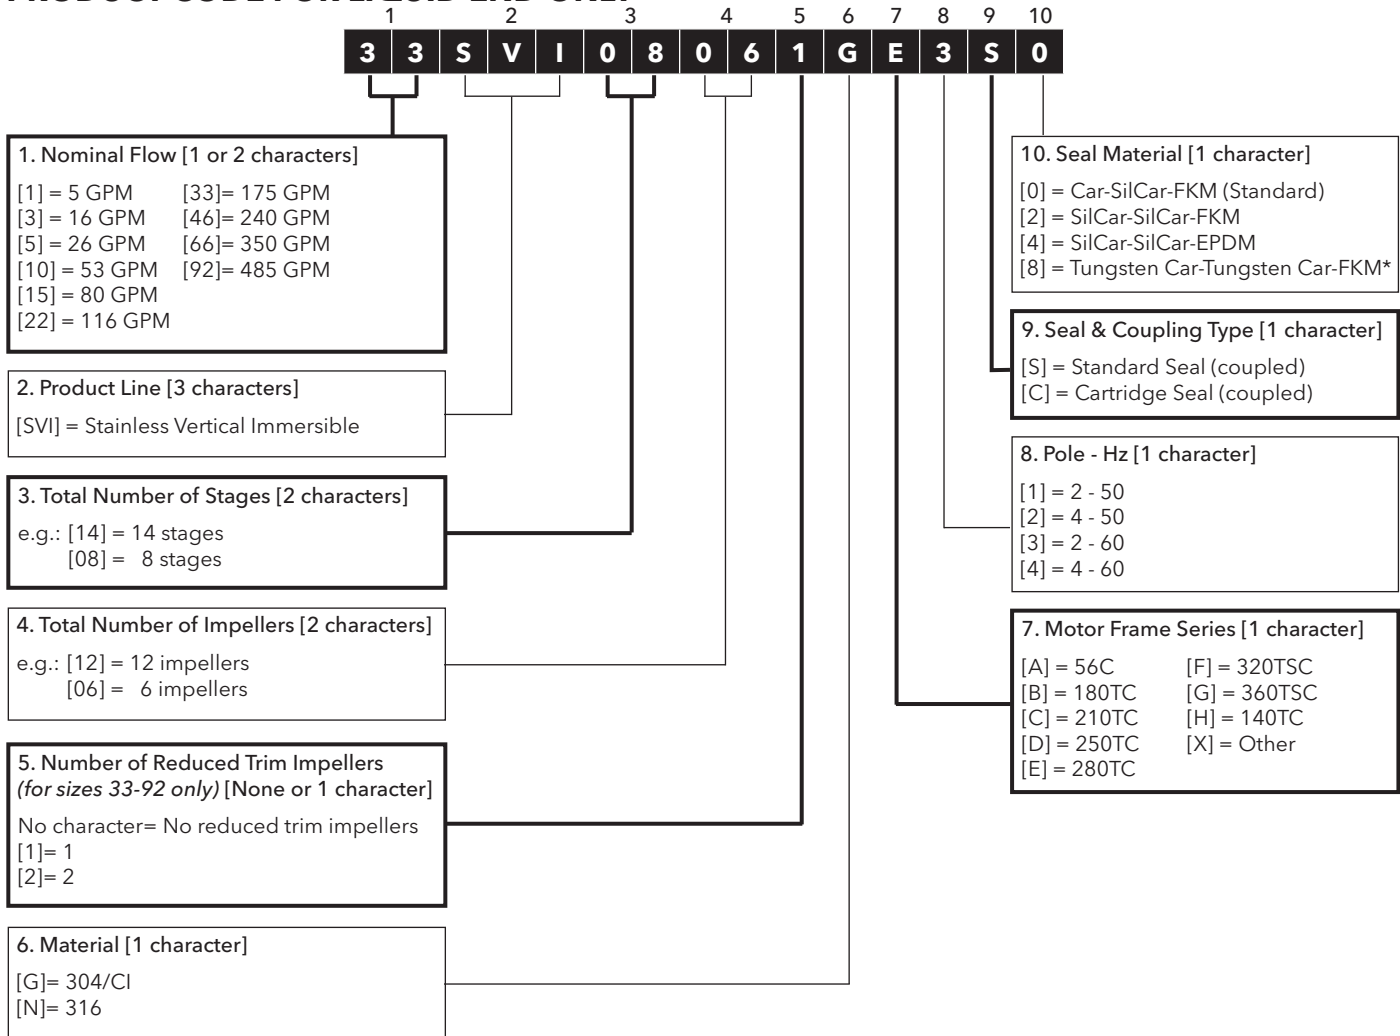 1 2 3 4 5 6 7 8 9 10
3 3 S V I 0 8 0 6 1 G E 3 S 0
1. Nominal Flow [1 or 2 characters]
[1] = 5 GPM [33]= 175 GPM
[3] = 16 GPM [46]= 240 GPM
[5] = 26 GPM [66]= 350 GPM
[10] = 53 GPM [92]= 485 GPM
[15] = 80 GPM
[22] = 116 GPM
2. Product Line [3 characters]
[SVI] = Stainless Vertical Immersible
3. Total Number of Stages [2 characters]
e.g.: [14] = 14 stages
[08] = 8 stages
4. Total Number of Impellers [2 characters]
e.g.: [12] = 12 impellers
[06] = 6 impellers
5. Number of Reduced Trim Impellers
(for sizes 33-92 only) [None or 1 character]
No character= No reduced trim impellers
[1]= 1
[2]= 2
6. Material [1 character]
[G]= 304/CI
[N]= 316
10. Seal Material [1 character]
[0] = Car-SilCar-FKM (Standard)
[2] = SilCar-SilCar-FKM
[4] = SilCar-SilCar-EPDM
[8] = Tungsten Car-Tungsten Car-FKM*
9. Seal & Coupling Type [1 character]
[S] = Standard Seal (coupled)
[C] = Cartridge Seal (coupled)
8. Pole - Hz [1 character]
[1] = 2 - 50
[2] = 4 - 50
[3] = 2 - 60
[4] = 4 - 60
7. Motor Frame Series [1 character]
[A] = 56C [F] = 320TSC
[B] = 180TC [G] = 360TSC
[C] = 210TC [H] = 140TC
[D] = 250TC [X] = Other
[E] = 280TC